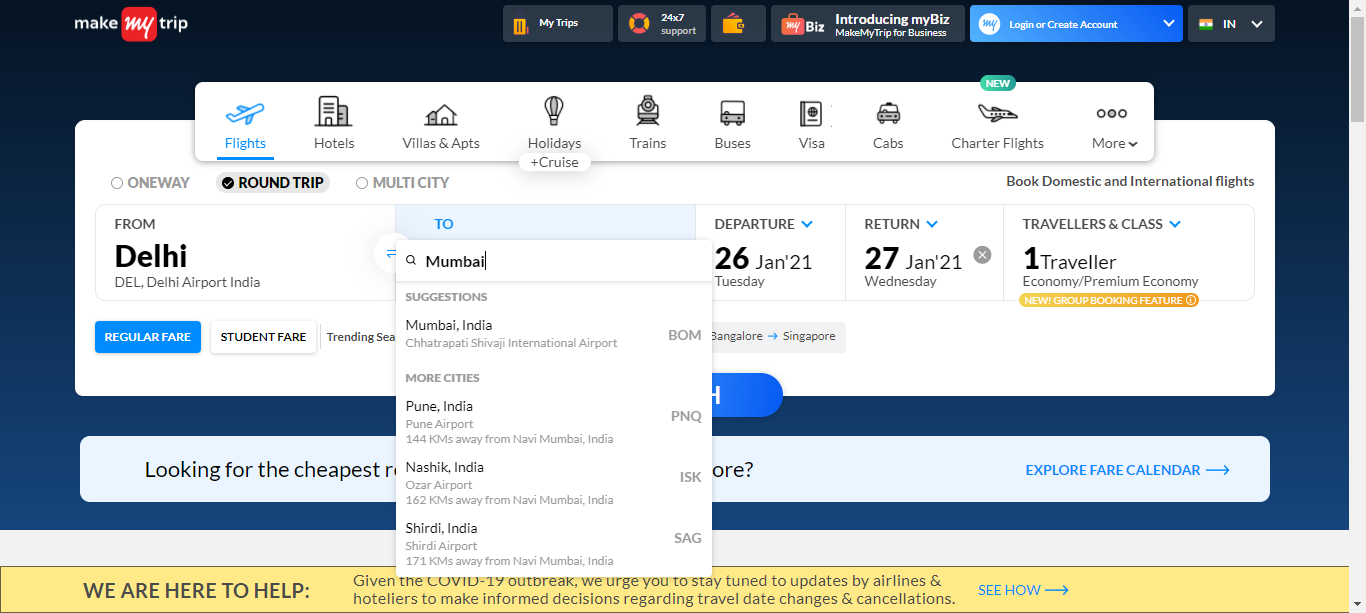 make my trip
My Trips
24x7
support
my Biz
Introducing myBiz
MakeMyTrip for Business
my
Login or Create Account
IN
NEW
Flights
Hotels
Villas & Apts
Holidays
Trains
Buses
Visa
Cabs
Charter Flights
More
+Cruise
ONEWAY
ROUND TRIP
MULTI CITY
Book Domestic and International flights
FROM
Delhi
DEL, Delhi Airport India
TO
Mumbai
DEPARTURE
26 Jan'21
Tuesday
RETURN
27 Jan'21
Wednesday
TRAVELLERS & CLASS
1Traveller
Economy/Premium Economy
NEW! GROUP BOOKING FEATURE
SUGGESTIONS
Mumbai, India
Chhatrapati Shivaji International Airport
BOM
MORE CITIES
Pune, India
Pune Airport
144 KMs away from Navi Mumbai, India
PNQ
Nashik, India
Ozar Airport
162 KMs away from Navi Mumbai, India
ISK
Shirdi, India
Shirdi Airport
171 KMs away from Navi Mumbai, India
SAG
REGULAR FARE
STUDENT FARE
Trending Sea
Bangalore → Singapore
H
Looking for the cheapest r
ore?
EXPLORE FARE CALENDAR
WE ARE HERE TO HELP:
Given the COVID-19 outbreak, we urge you to stay tuned to updates by airlines &
hoteliers to make informed decisions regarding travel date changes & cancellations.
SEE HOW